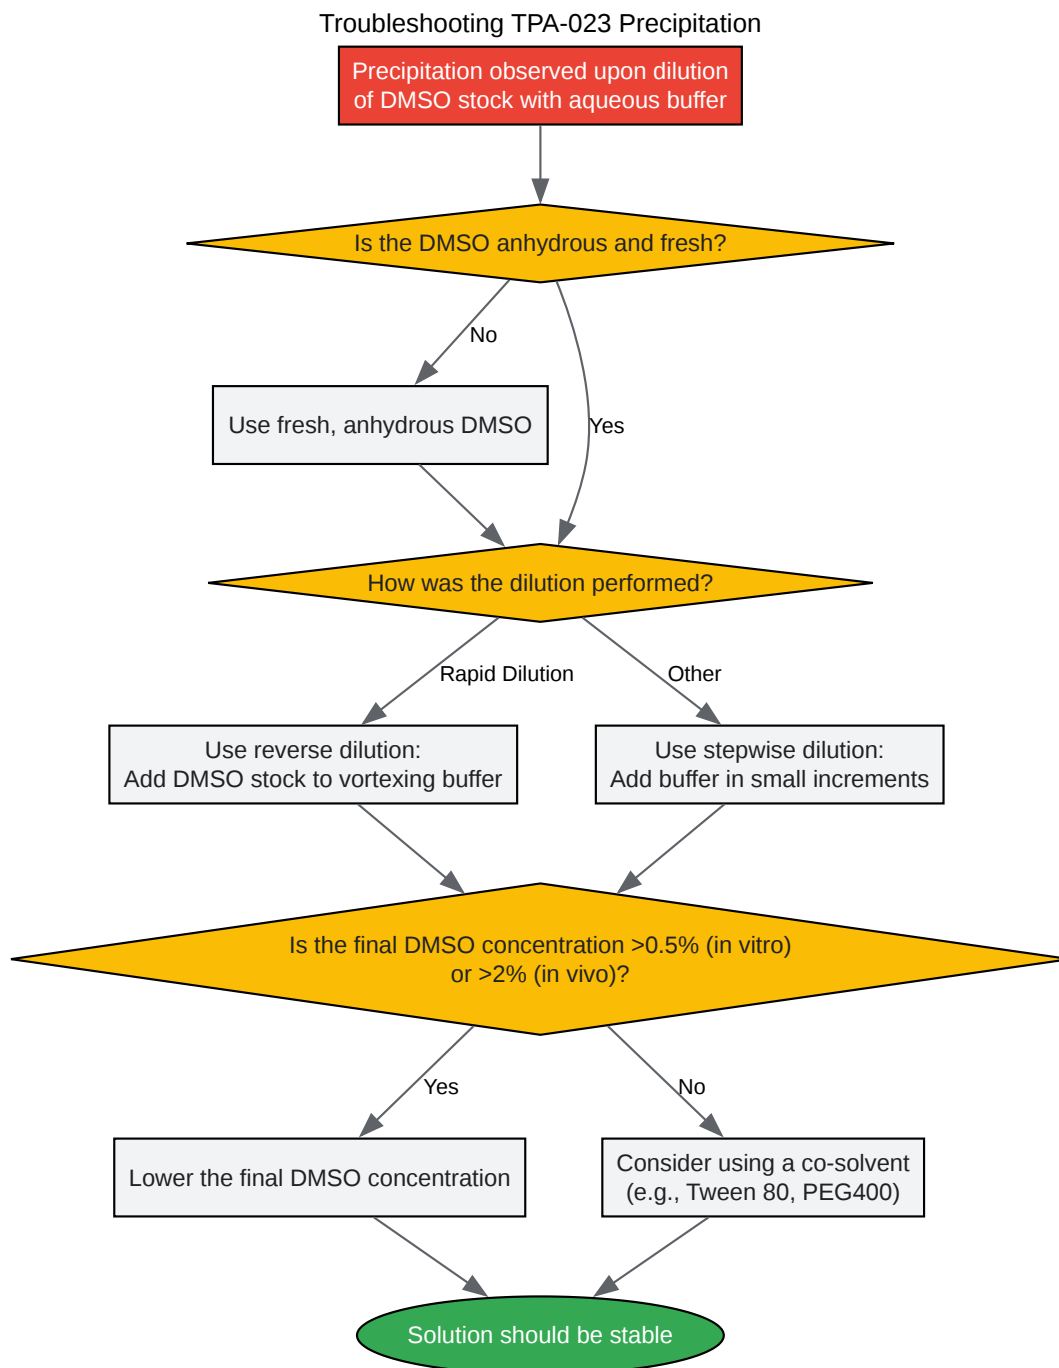 Troubleshooting TPA-023 Precipitation
Precipitation observed upon dilution
of DMSO stock with aqueous buffer
Is the DMSO anhydrous and fresh?
No
Use fresh, anhydrous DMSO
Yes
How was the dilution performed?
Rapid Dilution
Other
Use reverse dilution:
Add DMSO stock to vortexing buffer
Use stepwise dilution:
Add buffer in small increments
Is the final DMSO concentration >0.5% (in vitro)
or >2% (in vivo)?
Yes
No
Lower the final DMSO concentration
Consider using a co-solvent
(e.g., Tween 80, PEG400)
Solution should be stable